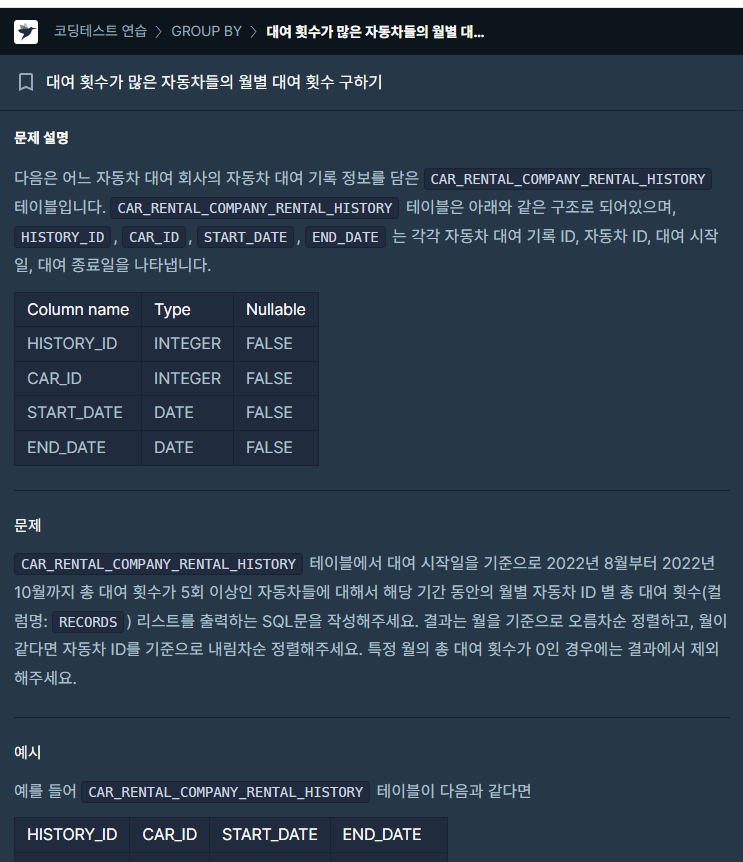 코딩테스트 연습 > GROUP BY > 대여 횟수가 많은 자동차들의 월별 대...
대여 횟수가 많은 자동차들의 월별 대여 횟수 구하기
문제 설명
다음은 어느 자동차 대여 회사의 자동차 대여 기록 정보를 담은 CAR_RENTAL_COMPANY_RENTAL_HISTORY
테이블입니다. CAR_RENTAL_COMPANY_RENTAL_HISTORY 테이블은 아래와 같은 구조로 되어있으며,
HISTORY_ID , CAR_ID , START_DATE , END_DATE 는 각각 자동차 대여 기록 ID, 자동차 ID, 대여 시작
일, 대여 종료일을 나타냅니다.
Column name Type Nullable
HISTORY_ID INTEGER FALSE
CAR_ID INTEGER FALSE
START_DATE DATE FALSE
END_DATE DATE FALSE
문제
CAR_RENTAL_COMPANY_RENTAL_HISTORY 테이블에서 대여 시작일을 기준으로 2022년 8월부터 2022년
10월까지 총 대여 횟수가 5회 이상인 자동차들에 대해서 해당 기간 동안의 월별 자동차 ID 별 총 대여 횟수(컬
럼명: RECORDS ) 리스트를 출력하는 SQL문을 작성해주세요. 결과는 월을 기준으로 오름차순 정렬하고, 월이
같다면 자동차 ID를 기준으로 내림차순 정렬해주세요. 특정 월의 총 대여 횟수가 0인 경우에는 결과에서 제외
해주세요.
예시
예를 들어 CAR_RENTAL_COMPANY_RENTAL_HISTORY 테이블이 다음과 같다면
HISTORY_ID CAR_ID START_DATE END_DATE